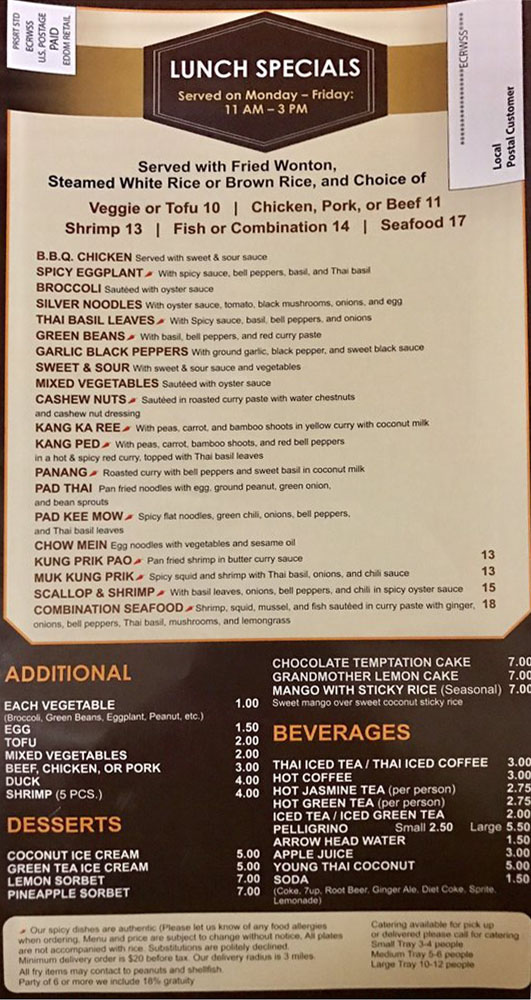 PRSRT STD
ECRWSS
U.S. POSTAGE
PAID
EDDM RETAIL
********************ECRWSS****
Local
Postal Customer
LUNCH SPECIALS
Served on Monday – Friday:
11 AM – 3 PM
Served with Fried Wonton,
Steamed White Rice or Brown Rice, and Choice of
Veggie or Tofu 10 | Chicken, Pork, or Beef 11
Shrimp 13 | Fish or Combination 14 | Seafood 17
B.B.Q. CHICKEN Served with sweet & sour sauce
SPICY EGGPLANT With spicy sauce, bell peppers, basil, and Thai basil
BROCCOLI Sautéed with oyster sauce
SILVER NOODLES With oyster sauce, tomato, black mushrooms, onions, and egg
THAI BASIL LEAVES With Spicy sauce, basil, bell peppers, and onions
GREEN BEANS With basil, bell peppers, and red curry paste
GARLIC BLACK PEPPERS With ground garlic, black pepper, and sweet black sauce
SWEET & SOUR With sweet & sour sauce and vegetables
MIXED VEGETABLES Sautéed with oyster sauce
CASHEW NUTS Sautéed in roasted curry paste with water chestnuts
and cashew nut dressing
KANG KA REE With peas, carrot, and bamboo shoots in yellow curry with coconut milk
KANG PED With peas, carrot, bamboo shoots, and red bell peppers
in a hot & spicy red curry, topped with Thai basil leaves
PANANG Roasted curry with bell peppers and sweet basil in coconut milk
PAD THAI Pan fried noodles with egg, ground peanut, green onion,
and bean sprouts
PAD KEE MOW Spicy flat noodles, green chili, onions, bell peppers,
and Thai basil leaves
CHOW MEIN Egg noodles with vegetables and sesame oil
KUNG PRIK PAO Pan fried shrimp in butter curry sauce 13
MUK KUNG PRIK Spicy squid and shrimp with Thai basil, onions, and chili sauce 13
SCALLOP & SHRIMP With basil leaves, onions, bell peppers, and chili in spicy oyster sauce 15
COMBINATION SEAFOOD Shrimp, squid, mussel, and fish sautéed in curry paste with ginger, 18
onions, bell peppers, Thai basil, mushrooms, and lemongrass
ADDITIONAL
EACH VEGETABLE 1.00
(Broccoli, Green Beans, Eggplant, Peanut, etc.)
EGG 1.50
TOFU 2.00
MIXED VEGETABLES 2.00
BEEF, CHICKEN, OR PORK 3.00
DUCK 4.00
SHRIMP (5 PCS.) 4.00
DESSERTS
COCONUT ICE CREAM 5.00
GREEN TEA ICE CREAM 5.00
LEMON SORBET 7.00
PINEAPPLE SORBET 7.00
CHOCOLATE TEMPTATION CAKE 7.00
GRANDMOTHER LEMON CAKE 7.00
MANGO WITH STICKY RICE (Seasonal) 7.00
Sweet mango over sweet coconut sticky rice
BEVERAGES
THAI ICED TEA / THAI ICED COFFEE 3.00
HOT COFFEE 3.00
HOT JASMINE TEA (per person) 2.75
HOT GREEN TEA (per person) 2.75
ICED TEA / ICED GREEN TEA 2.00
PELLIGRINO Small 2.50 Large 5.50
ARROW HEAD WATER 1.50
APPLE JUICE 3.00
YOUNG THAI COCONUT 5.00
SODA 1.50
(Coke, 7up, Root Beer, Ginger Ale, Diet Coke, Sprite,
Lemonade)
Our spicy dishes are authentic (Please let us know of any food allergies
when ordering. Menu and price are subject to change without notice. All plates
are not accompanied with rice. Substitutions are politely declined.
Minimum delivery order is $20 before tax. Our delivery radius is 3 miles.
All fry items may contact to peanuts and shellfish.
Party of 6 or more we include 18% gratuity
Catering available for pick up
or delivered please call for catering
Small Tray 3-4 people
Medium Tray 5-6 people
Large Tray 10-12 people